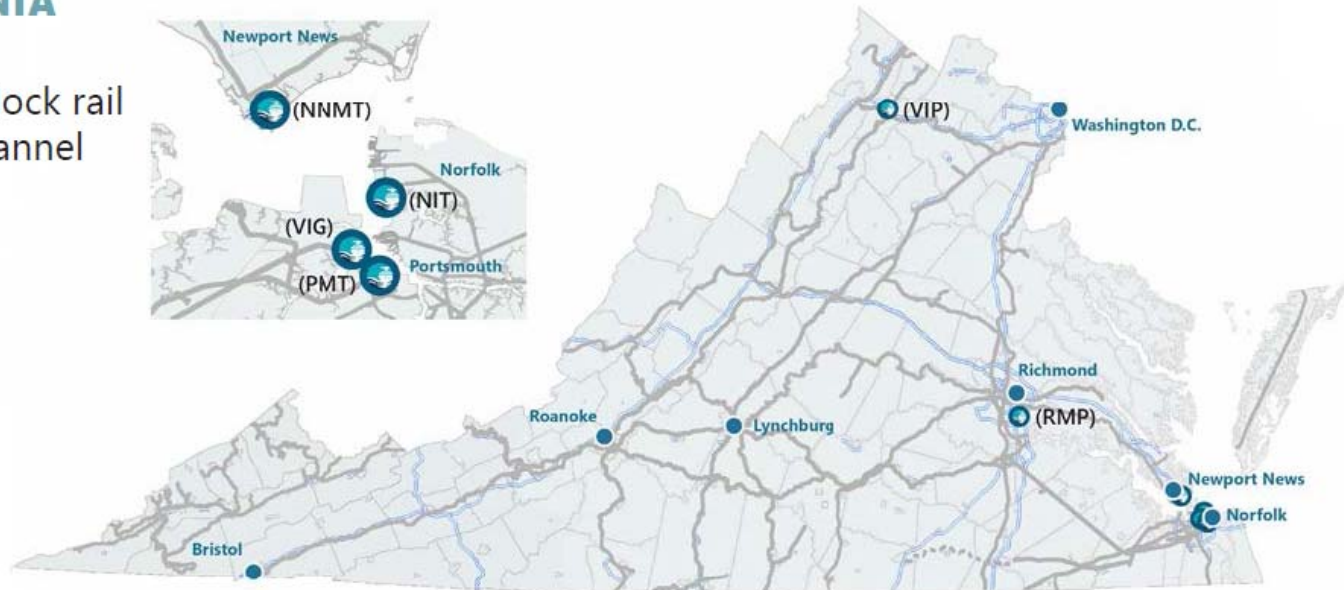 NIA
ock rail
annel
Newport News
(NNMT)
Norfolk
(NIT)
(VIG)
Portsmouth
(PMT)
(VIP)
Washington D.C.
Richmond
(RMP)
Roanoke
Lynchburg
Newport News
Norfolk
Bristol